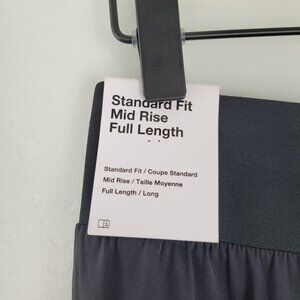 Standard Fit
Mid Rise
Full Length
Standard Fit / Coupe Standard
Mid Rise / Taille Moyenne
Full Length / Long